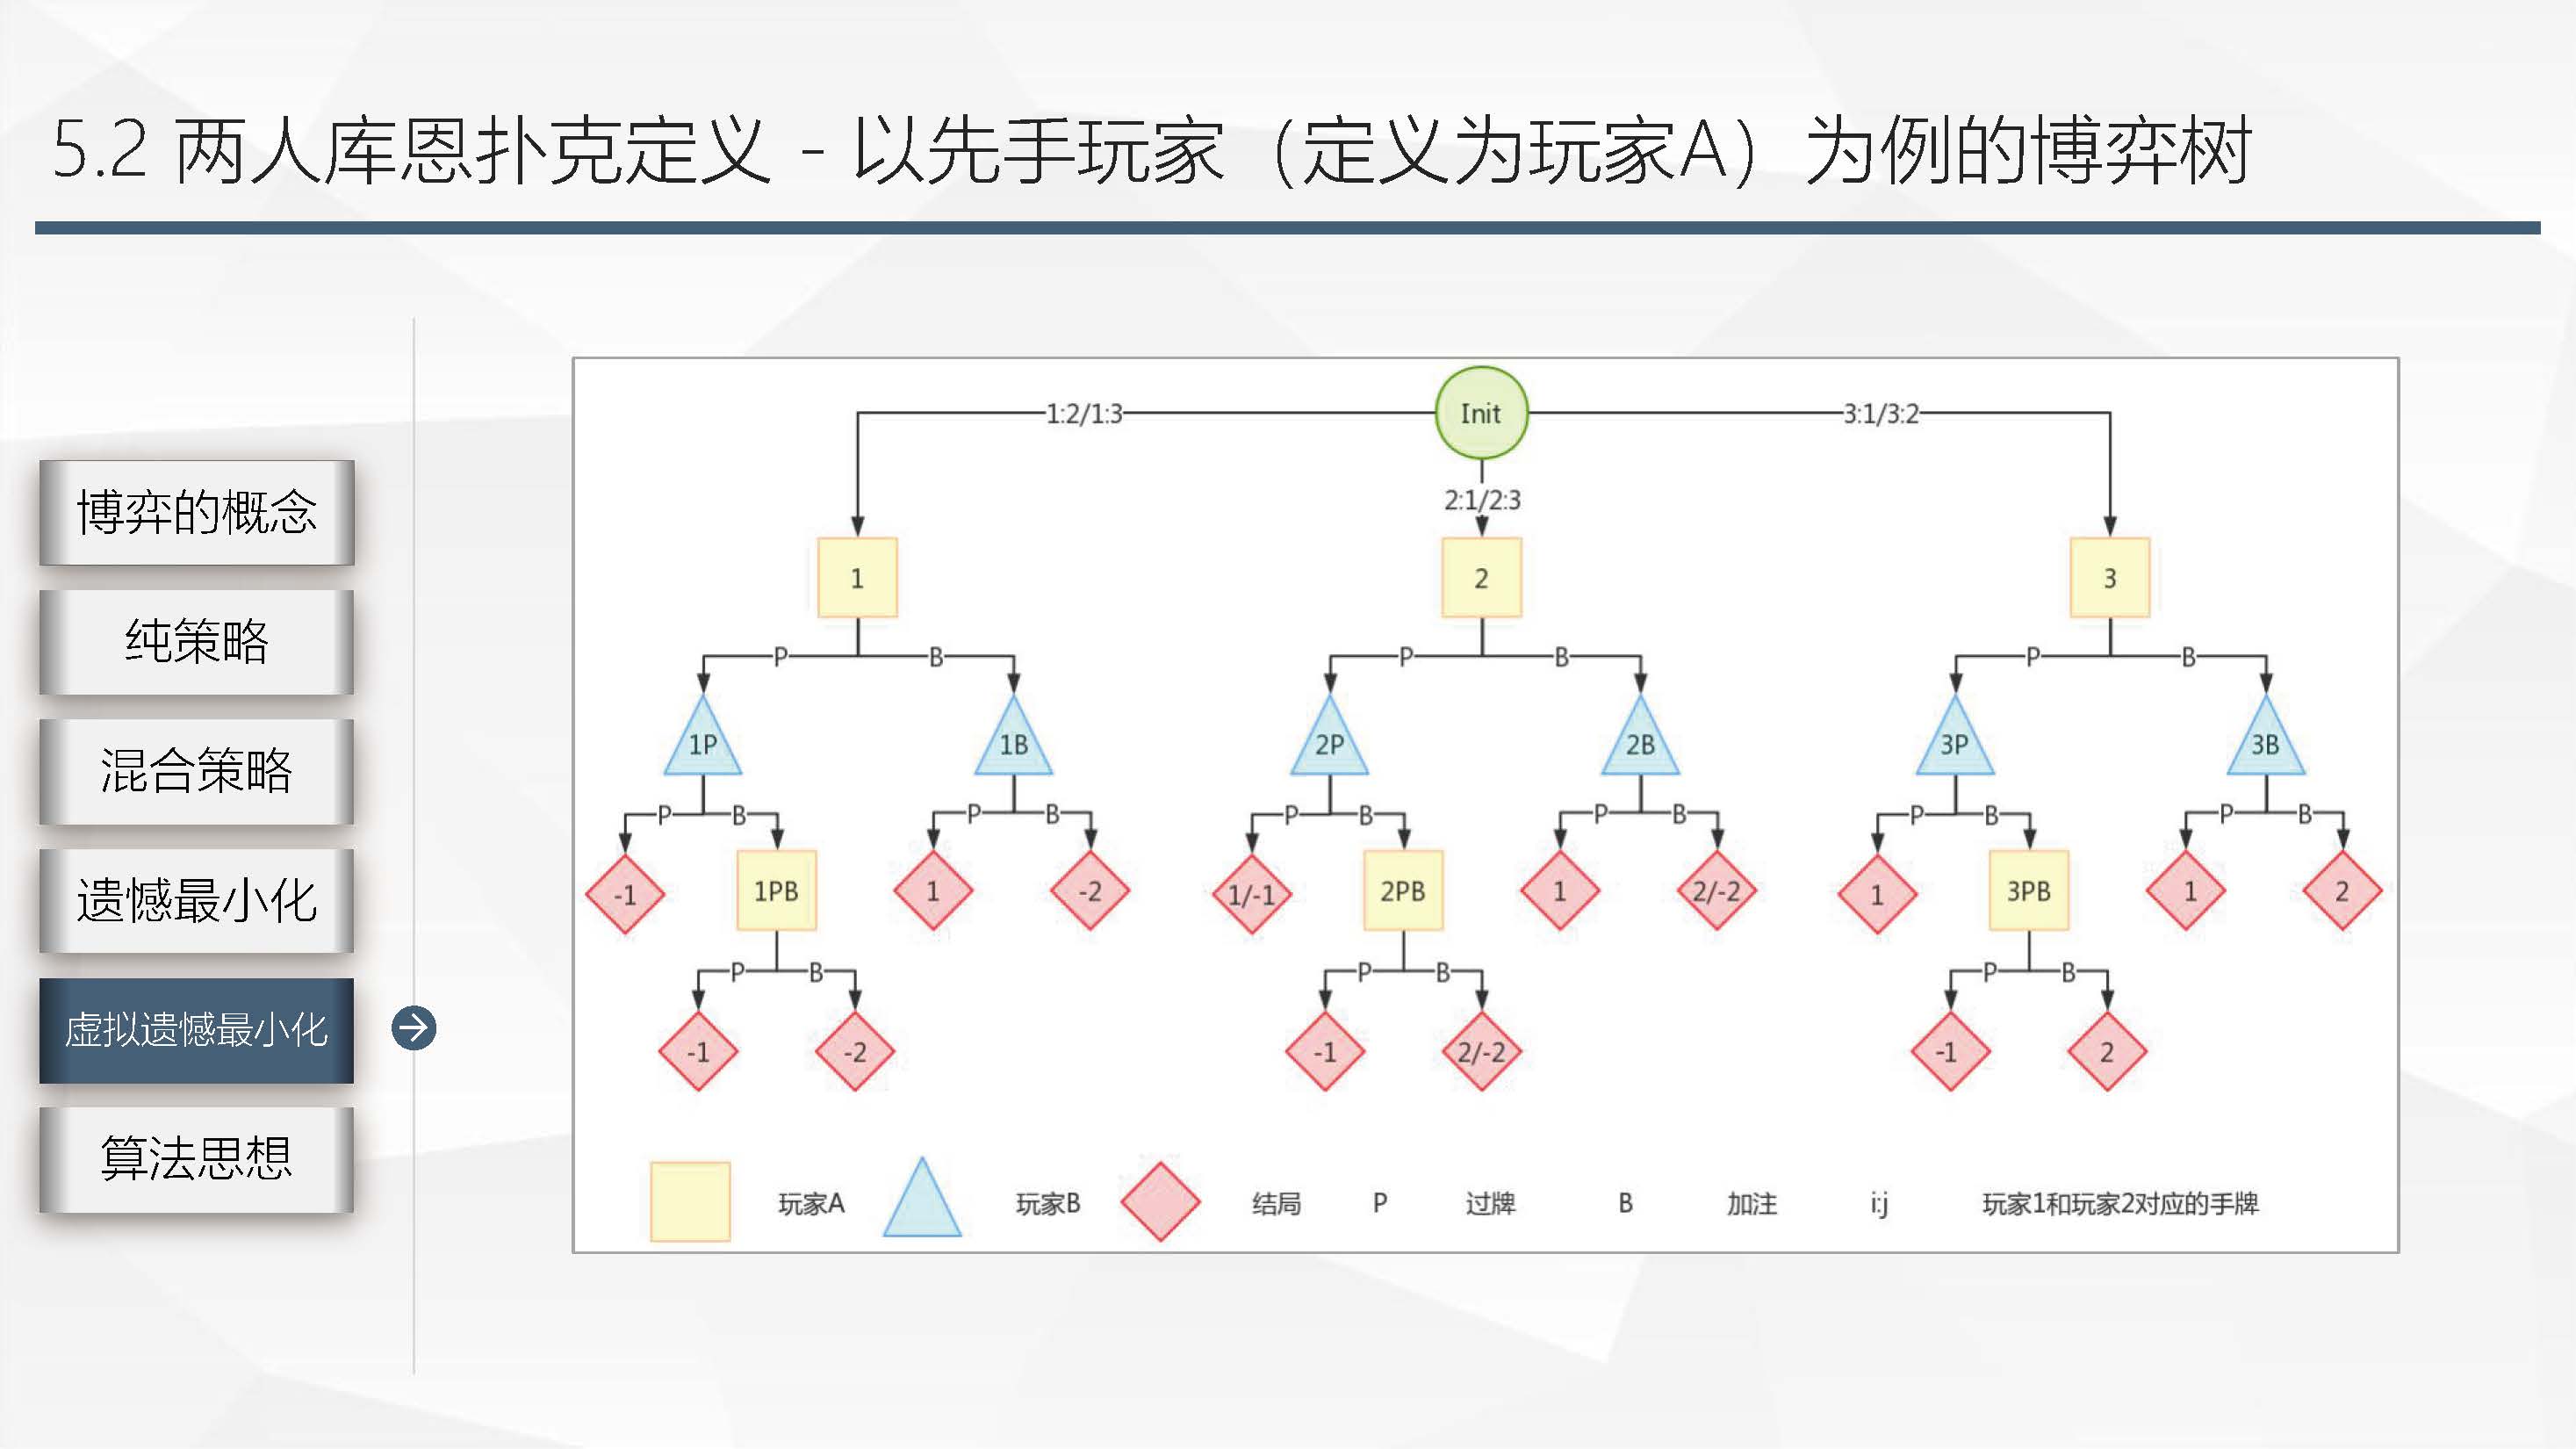 5.2 两人库恩扑克定义 - 以先手玩家（定义为玩家A）为例的博弈树
博弈的概念
纯策略
混合策略
遗憾最小化
虚拟遗憾最小化
算法思想
1:2/1:3
Init
3:1/3:2
2:1/2:3
1
2
3
P
B
P
B
P
B
1P
1B
2P
2B
3P
3B
P
B
P
B
P
B
P
B
P
B
P
B
-1
1PB
1
-2
1/-1
2PB
1
2/-2
1
3PB
1
2
P
B
P
B
P
B
-1
-2
-1
2/-2
-1
2
玩家A
玩家B
结局
P
过牌
B
加注
i:j
玩家1和玩家2对应的手牌